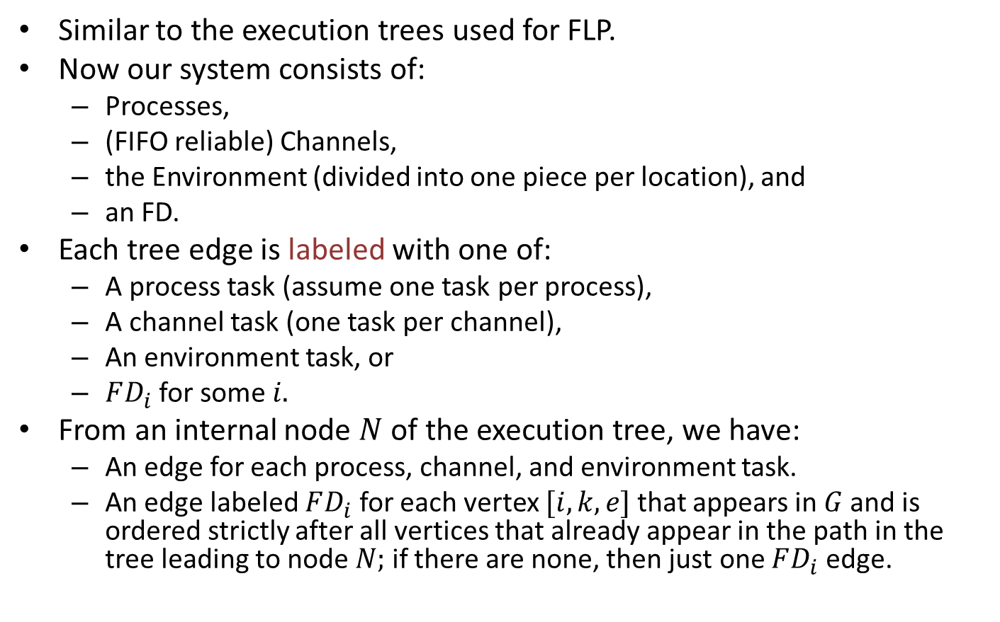 • Similar to the execution trees used for FLP.
• Now our system consists of:
– Processes,
– (FIFO reliable) Channels,
– the Environment (divided into one piece per location), and
– an FD.
• Each tree edge is labeled with one of:
– A process task (assume one task per process),
– A channel task (one task per channel),
– An environment task, or
– 𝐹𝐷ᵢ for some 𝑖.
• From an internal node 𝑁 of the execution tree, we have:
– An edge for each process, channel, and environment task.
– An edge labeled 𝐹𝐷ᵢ for each vertex [𝑖, 𝑘, 𝑒] that appears in 𝐺 and is
ordered strictly after all vertices that already appear in the path in the
tree leading to node 𝑁; if there are none, then just one 𝐹𝐷ᵢ edge.